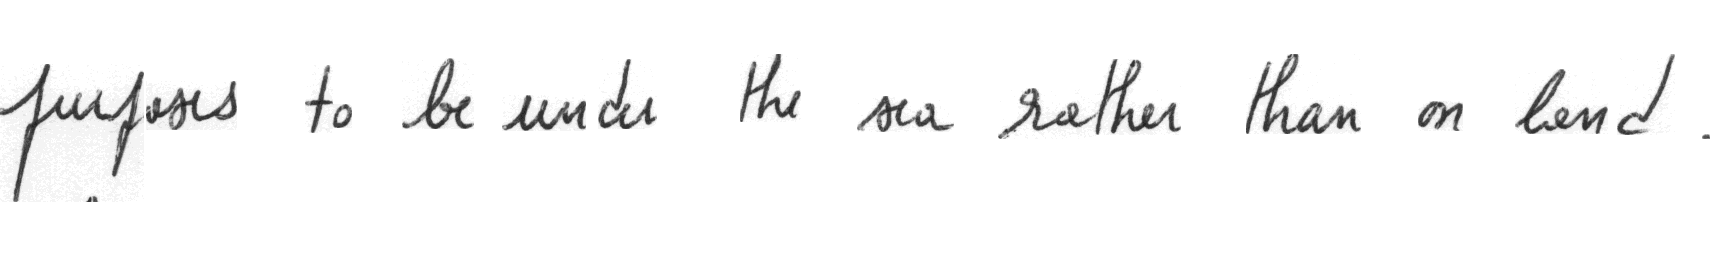 purposes to be under the sea rather than on land.